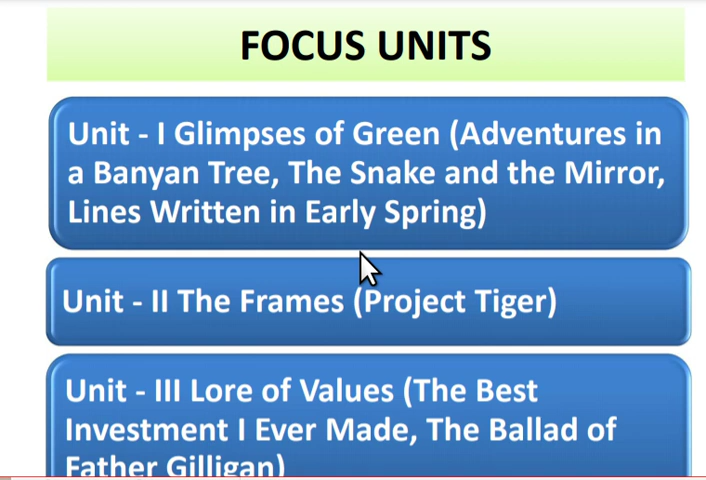 FOCUS UNITS
Unit - I Glimpses of Green (Adventures in
a Banyan Tree, The Snake and the Mirror,
Lines Written in Early Spring)
Unit - II The Frames (Project Tiger)
Unit - III Lore of Values (The Best
Investment I Ever Made, The Ballad of
Father Gilligan)